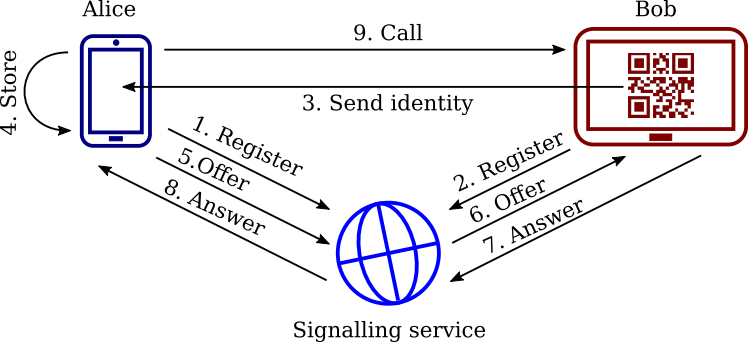 Alice
Bob
9. Call
3. Send identity
4. Store
1. Register
5.Offer
8. Answer
2. Register
6. Offer
7. Answer
Signalling service